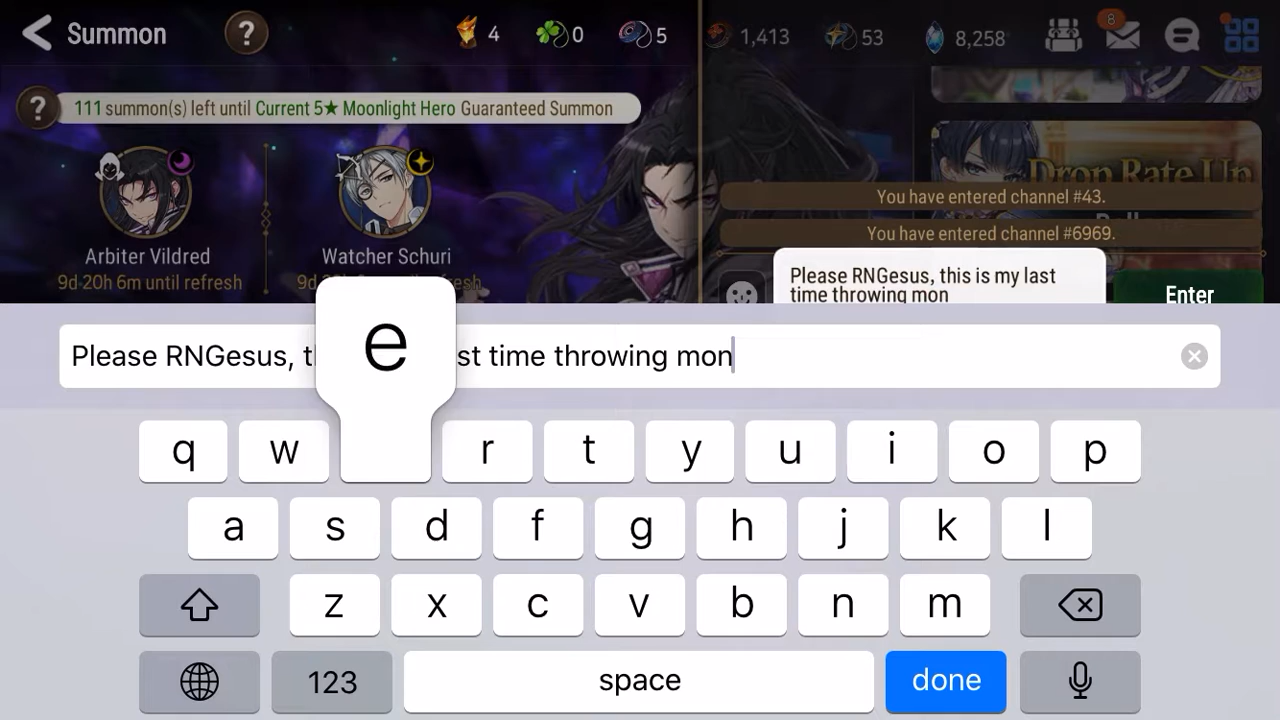 Summon
?
4
0
5
1,413
53
8,258
8
?
111 summon(s) left until Current 5★ Moonlight Hero Guaranteed Summon
Arbiter Vildred
9d 20h 6m until refresh
Watcher Schuri
Drop Rate Up
You have entered channel #43.
You have entered channel #6969.
Please RNGesus, this is my last
time throwing mon
Enter
Please RNGesus, t st time throwing mon
e
q w r t y u i o p
a s d f g h j k l
z x c v b n m
123 space done